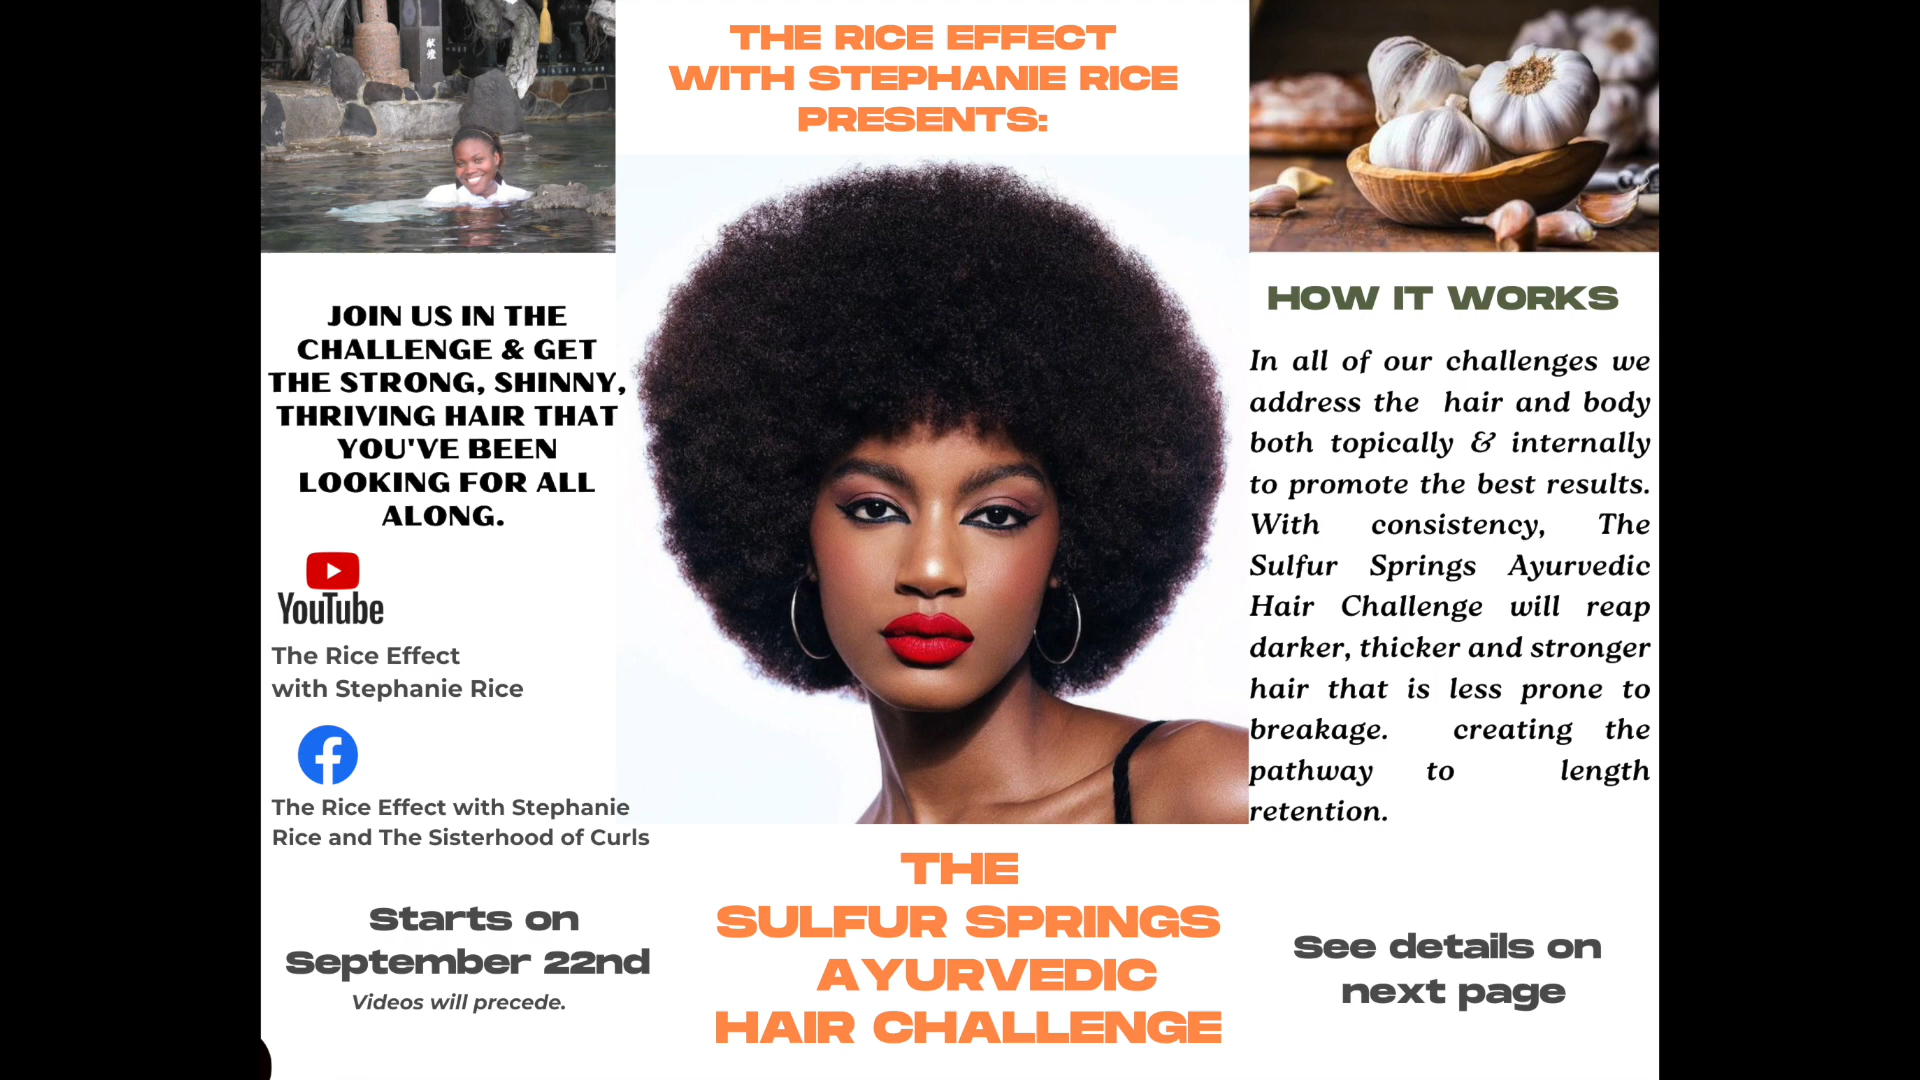 THE RICE EFFECT
WITH STEPHANIE RICE
PRESENTS:
JOIN US IN THE
CHALLENGE & GET
THE STRONG, SHINNY,
THRIVING HAIR THAT
YOU'VE BEEN
LOOKING FOR ALL
ALONG.
YouTube
The Rice Effect
with Stephanie Rice
The Rice Effect with Stephanie
Rice and The Sisterhood of Curls
Starts on
September 22nd
Videos will precede.
THE
SULFUR SPRINGS
AYURVEDIC
HAIR CHALLENGE
HOW IT WORKS
In all of our challenges we
address the hair and body
both topically & internally
to promote the best results.
With consistency, The
Sulfur Springs Ayurvedic
Hair Challenge will reap
darker, thicker and stronger
hair that is less prone to
breakage. creating the
pathway to length
retention.
See details on
next page